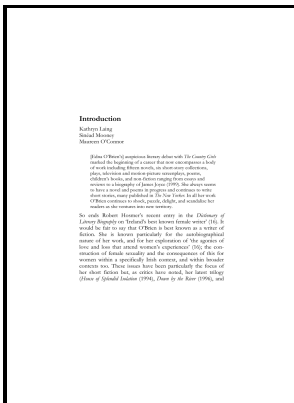 Introduction
Kathryn Laing
Sinéad Mooney
Maureen O'Connor
[Edna O'Brien's] auspicious literary debut with The Country Girls
marked the beginning of a career that now encompasses a body
of work including fifteen novels, six short-story collections,
plays, television and motion-picture screenplays, poems,
children's books, and non-fiction ranging from essays and
memoirs to a biography of James Joyce (1999). She always seems
to have a novel and poems in progress and continues to write
short stories, many published in The New Yorker. In all her work
O'Brien continues to shock, puzzle, delight, and scandalize her
readers as she ventures into new territory.
So ends Robert Hosmer's recent entry in the Dictionary of
Literary Biography on 'Ireland's best known female writer' (16). It
would be fair to say that O'Brien is best known as a writer of
fiction. She is known particularly for the autobiographical
nature of her work, and for her exploration of 'the agonies of
love and loss that attend women's experiences' (16); the con-
struction of female sexuality and the consequences of this for
women within a specifically Irish context, and within broader
contexts too. These issues have been particularly the focus of
her short fiction but, as critics have noted, her latest trilogy
(House of Splendid Isolation (1994), Down by the River (1996), and